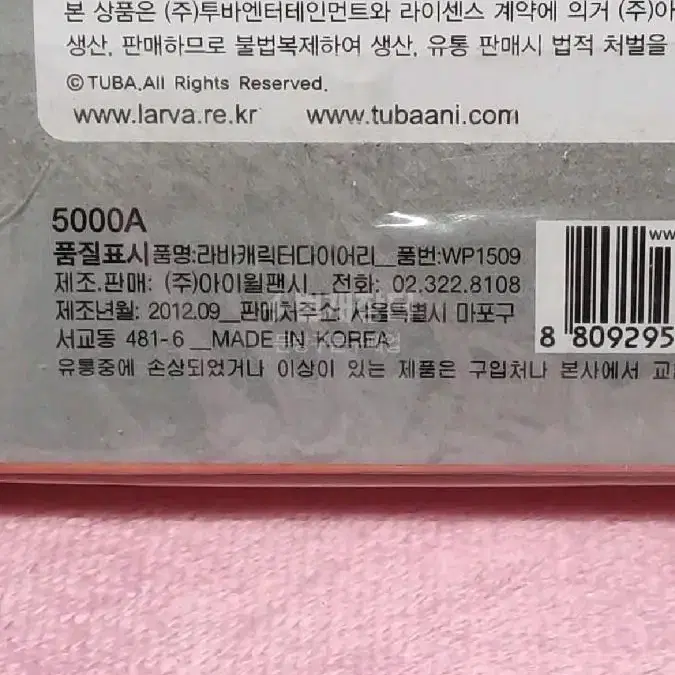 본 상품은 (주)투바엔터테인먼트와 라이센스 계약에 의거 (주)아
생산, 판매하므로 불법복제하여 생산, 유통 판매시 법적 처벌을
©TUBA.All Rights Reserved.
www.larva.re.kr www.tubaani.com
5000A
품질표시 품명:라바캐릭터다이어리__품번:WP1509
제조.판매: (주)아이윌팬시__전화: 02.322.8108
제조년월: 2012.09__판매처주소 서울특별시 마포구
서교동 481-6 __MADE IN KOREA
유통중에 손상되었거나 이상이 있는 제품은 구입처나 본사에서 교
ww
8 809295